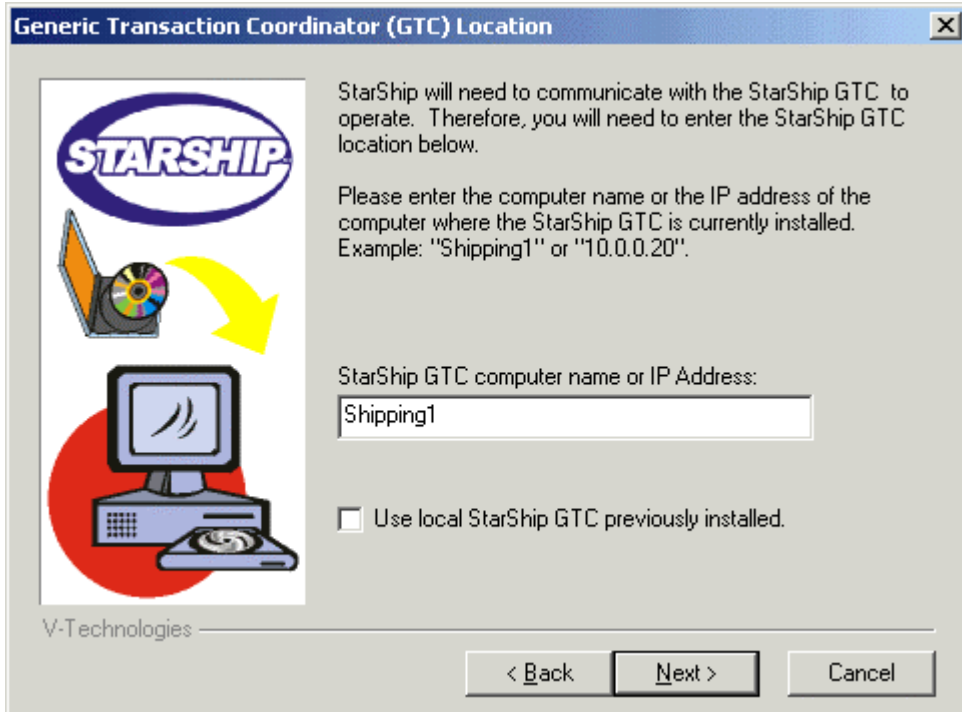 Generic Transaction Coordinator (GTC) Location
STARSHIP
StarShip will need to communicate with the StarShip GTC to
operate. Therefore, you will need to enter the StarShip GTC
location below.
Please enter the computer name or the IP address of the
computer where the StarShip GTC is currently installed.
Example: "Shipping1" or "10.0.0.20".
StarShip GTC computer name or IP Address:
Shipping1
Use local StarShip GTC previously installed.
V-Technologies
< Back
Next >
Cancel